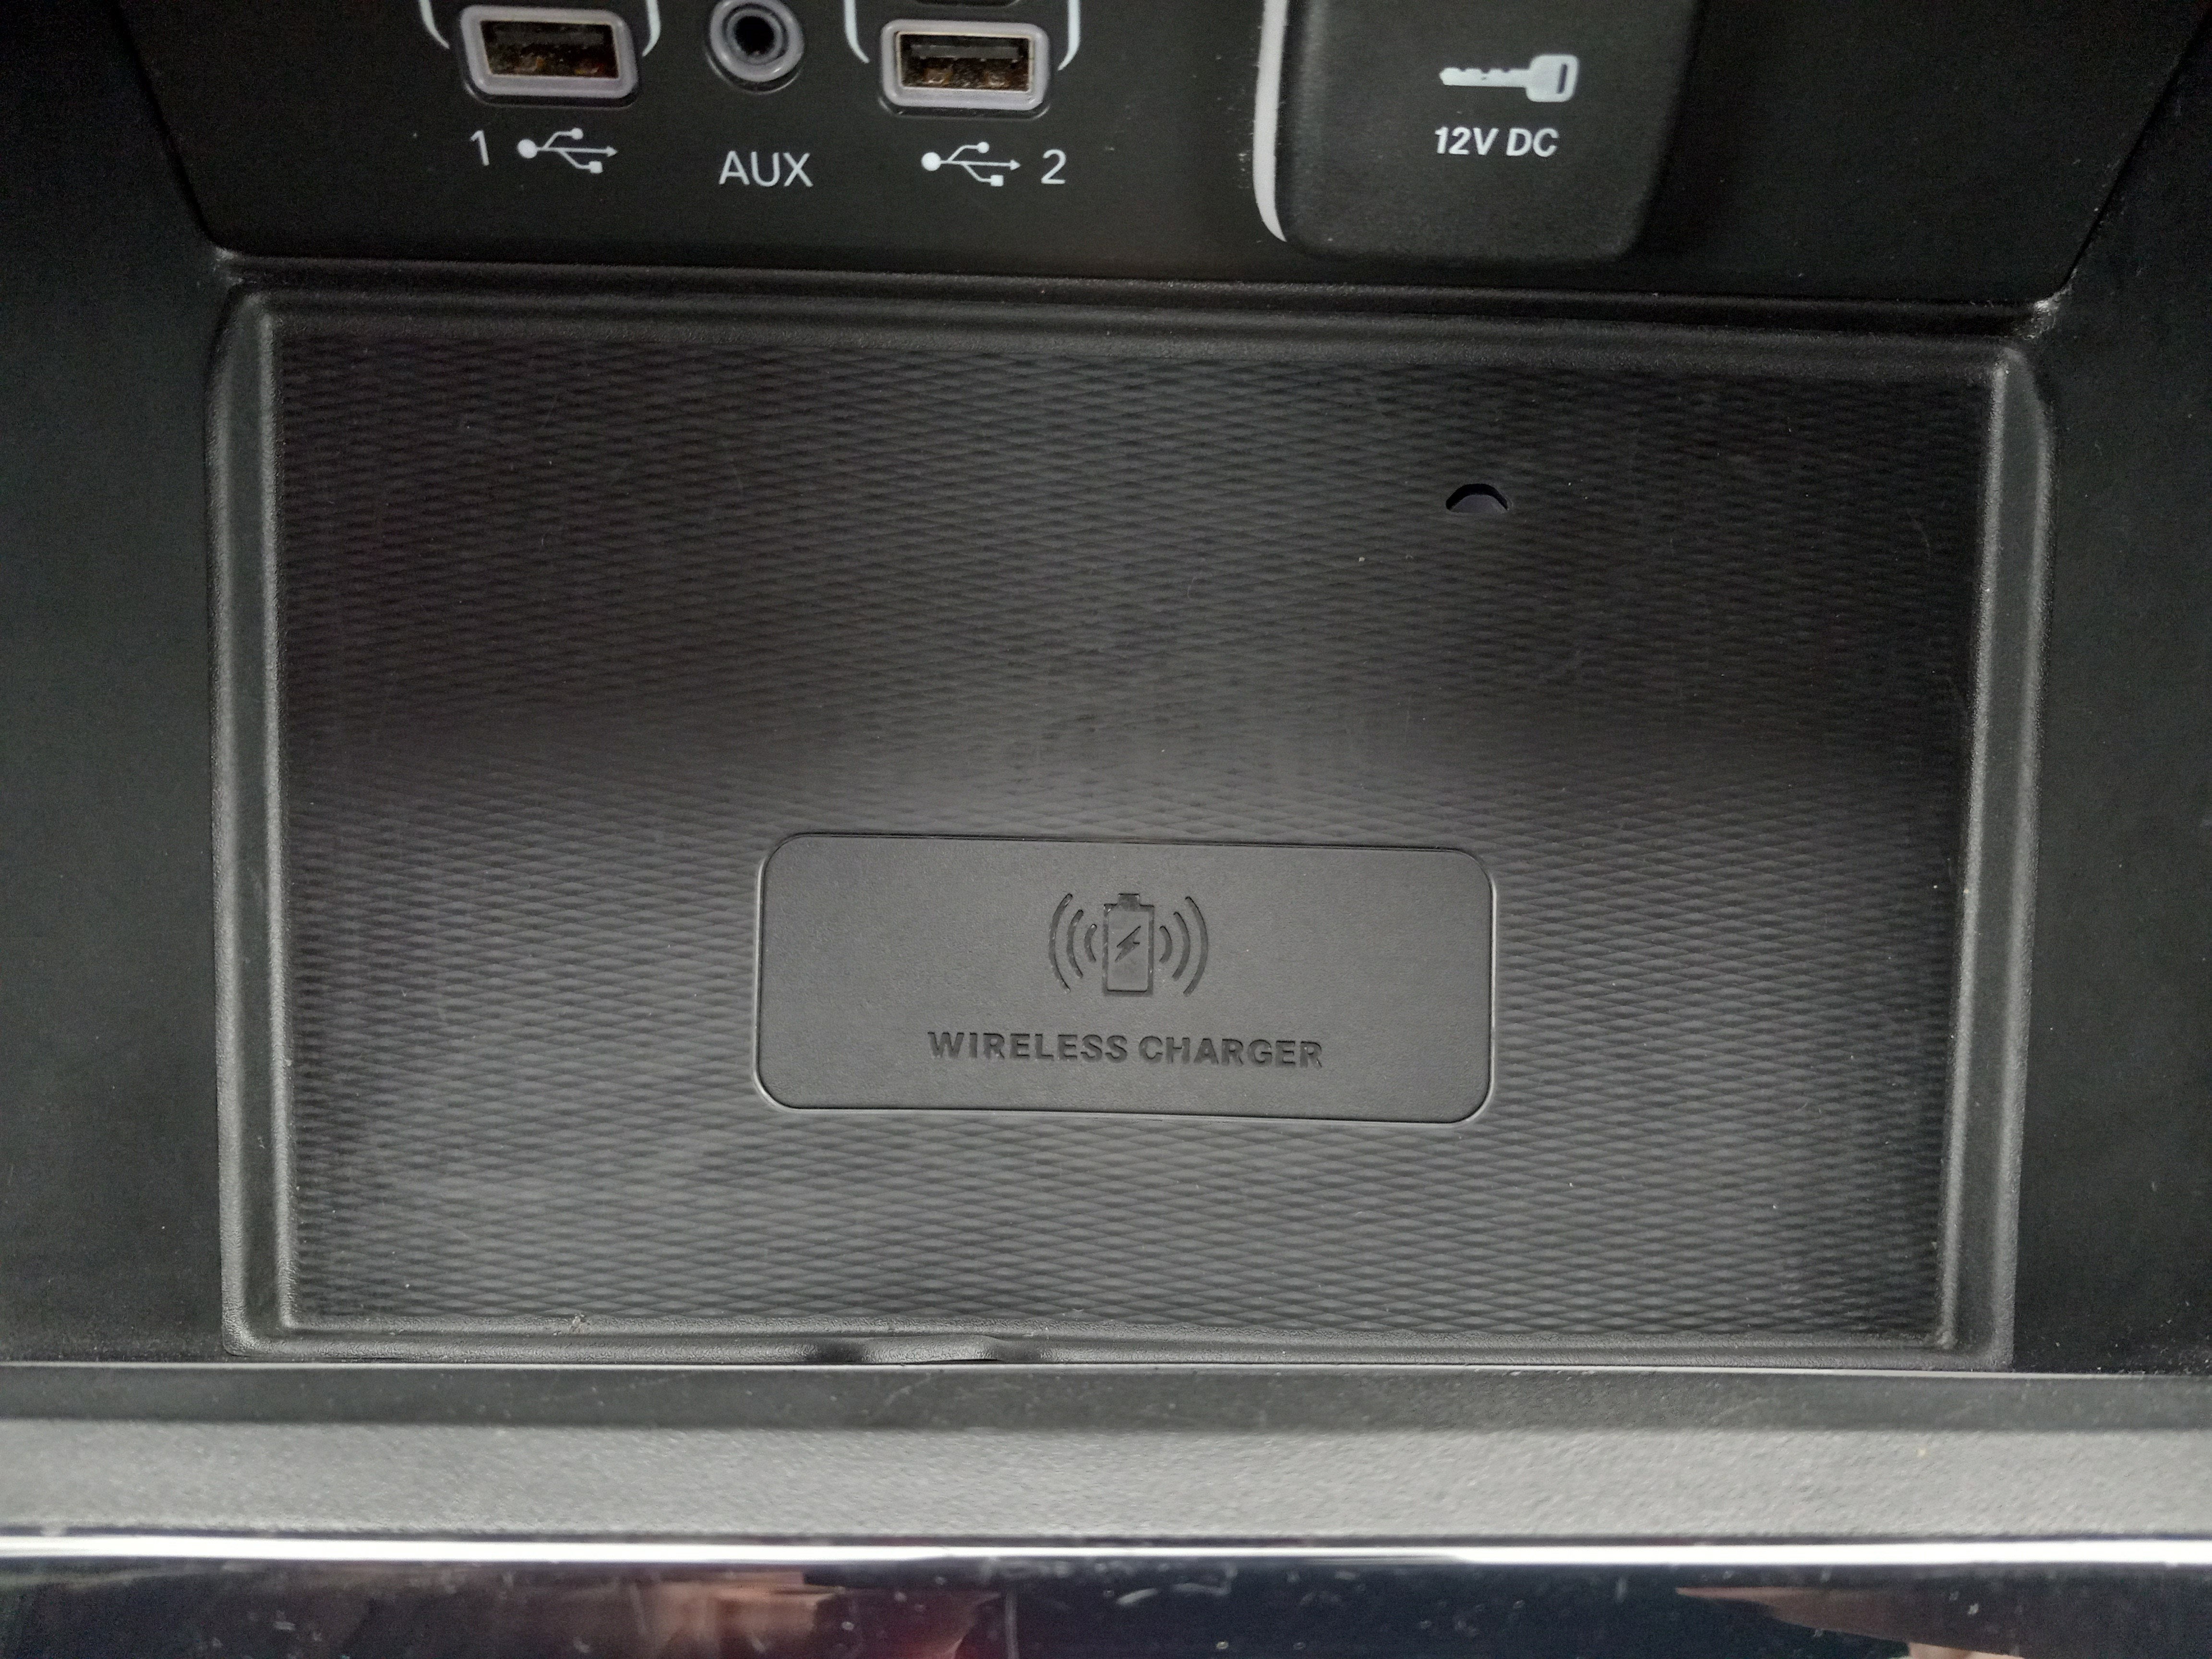 1
AUX
2
12V DC
WIRELESS CHARGER